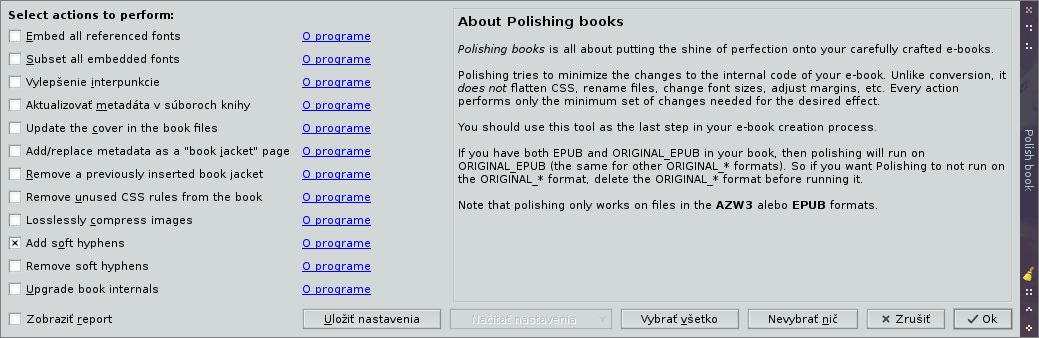 Select actions to perform:
Embed all referenced fonts O programe
Subset all embedded fonts O programe
Vylepšenie interpunkcie O programe
Aktualizovať metadáta v súboroch knihy O programe
Update the cover in the book files O programe
Add/replace metadata as a "book jacket" page O programe
Remove a previously inserted book jacket O programe
Remove unused CSS rules from the book O programe
Losslessly compress images O programe
Add soft hyphens O programe
Remove soft hyphens O programe
Upgrade book internals O programe
About Polishing books
Polishing books is all about putting the shine of perfection onto your carefully crafted e-books.
Polishing tries to minimize the changes to the internal code of your e-book. Unlike conversion, it
does not flatten CSS, rename files, change font sizes, adjust margins, etc. Every action
performs only the minimum set of changes needed for the desired effect.
You should use this tool as the last step in your e-book creation process.
If you have both EPUB and ORIGINAL_EPUB in your book, then polishing will run on
ORIGINAL_EPUB (the same for other ORIGINAL_* formats). So if you want Polishing to not run on
the ORIGINAL_* format, delete the ORIGINAL_* format before running it.
Note that polishing only works on files in the AZW3 alebo EPUB formats.
Zobraziť report
Uložiť nastavenia
Načítať nastavenia
Vybrať všetko
Nevybrať nič
Zrušiť
Ok
Polish book